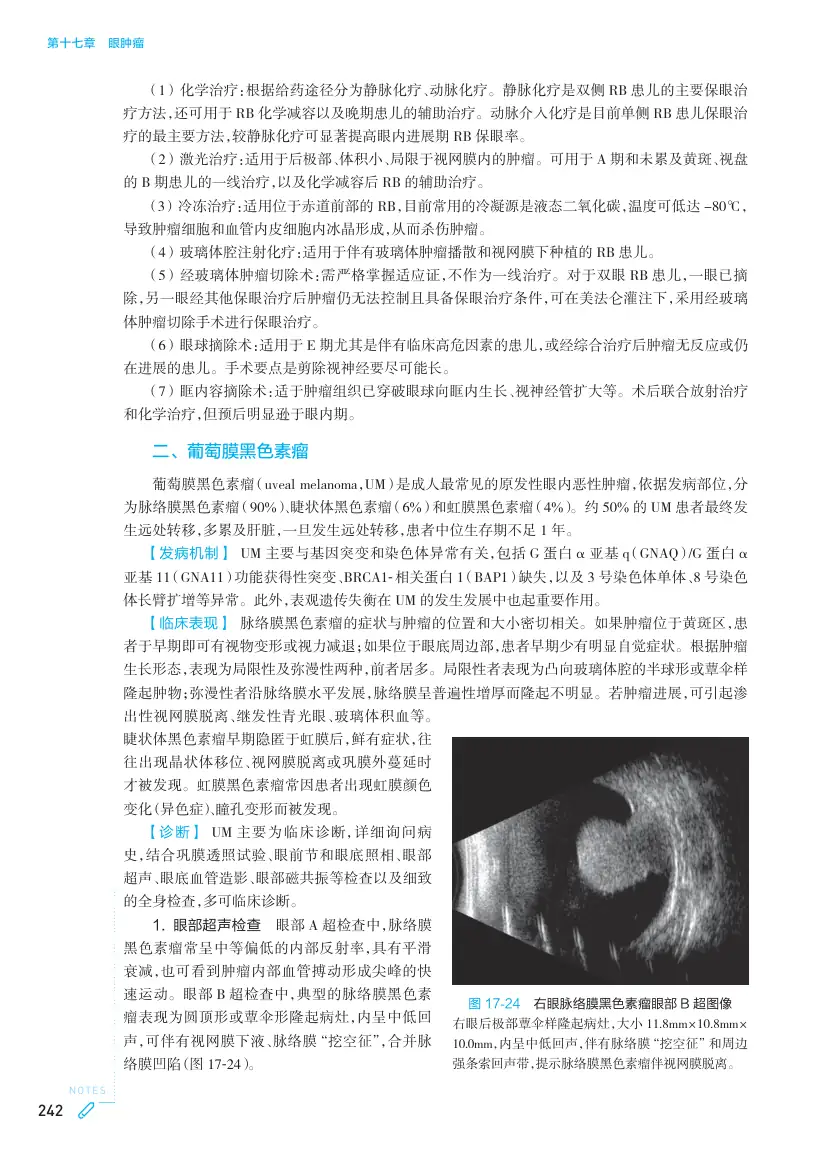 第十七章 眼肿瘤
（1）化学治疗：根据给药途径分为静脉化疗、动脉化疗。静脉化疗是双侧 RB 患儿的主要保眼治
疗方法，还可用于 RB 化学减容以及晚期患儿的辅助治疗。动脉介入化疗是目前单侧 RB 患儿保眼治
疗的最主要方法，较静脉化疗可显著提高眼内进展期 RB 保眼率。
（2）激光治疗：适用于后极部、体积小、局限于视网膜内的肿瘤。可用于 A 期和未累及黄斑、视盘
的 B 期患儿的一线治疗，以及化学减容后 RB 的辅助治疗。
（3）冷冻治疗：适用位于赤道前部的 RB，目前常用的冷凝源是液态二氧化碳，温度可低达 –80℃，
导致肿瘤细胞和血管内皮细胞内冰晶形成，从而杀伤肿瘤。
（4）玻璃体腔注射化疗：适用于伴有玻璃体肿瘤播散和视网膜下种植的 RB 患儿。
（5）经玻璃体肿瘤切除术：需严格掌握适应证，不作为一线治疗。对于双眼 RB 患儿，一眼已摘
除，另一眼经其他保眼治疗后肿瘤仍无法控制且具备保眼治疗条件，可在美法仑灌注下，采用经玻璃
体肿瘤切除手术进行保眼治疗。
（6）眼球摘除术：适用于 E 期尤其是伴有临床高危因素的患儿，或经综合治疗后肿瘤无反应或仍
在进展的患儿。手术要点是剪除视神经要尽可能长。
（7）眶内容摘除术：适于肿瘤组织已穿破眼球向眶内生长、视神经管扩大等。术后联合放射治疗
和化学治疗，但预后明显逊于眼内期。
二、葡萄膜黑色素瘤
葡萄膜黑色素瘤（uveal melanoma，UM）是成人最常见的原发性眼内恶性肿瘤，依据发病部位，分
为脉络膜黑色素瘤（90%）、睫状体黑色素瘤（6%）和虹膜黑色素瘤（4%）。约 50% 的 UM 患者最终发
生远处转移，多累及肝脏，一旦发生远处转移，患者中位生存期不足 1 年。
【发病机制】 UM 主要与基因突变和染色体异常有关，包括 G 蛋白 α 亚基 q（GNAQ）/G 蛋白 α
亚基 11（GNA11）功能获得性突变、BRCA1- 相关蛋白 1（BAP1）缺失，以及 3 号染色体单体、8 号染色
体长臂扩增等异常。此外，表观遗传失衡在 UM 的发生发展中也起重要作用。
【临床表现】 脉络膜黑色素瘤的症状与肿瘤的位置和大小密切相关。如果肿瘤位于黄斑区，患
者于早期即可有视物变形或视力减退；如果位于眼底周边部，患者早期少有明显自觉症状。根据肿瘤
生长形态，表现为局限性及弥漫性两种，前者居多。局限性者表现为凸向玻璃体腔的半球形或蕈伞样
隆起肿物；弥漫性者沿脉络膜水平发展，脉络膜呈普遍性增厚而隆起不明显。若肿瘤进展，可引起渗
出性视网膜脱离、继发性青光眼、玻璃体积血等。
睫状体黑色素瘤早期隐匿于虹膜后，鲜有症状，往
往出现晶状体移位、视网膜脱离或巩膜外蔓延时
才被发现。虹膜黑色素瘤常因患者出现虹膜颜色
变化（异色症）、瞳孔变形而被发现。
【诊断】 UM 主要为临床诊断，详细询问病
史，结合巩膜透照试验、眼前节和眼底照相、眼部
超声、眼底血管造影、眼部磁共振等检查以及细致
的全身检查，多可临床诊断。
1. 眼部超声检查 眼部 A 超检查中，脉络膜
黑色素瘤常呈中等偏低的内部反射率，具有平滑
衰减，也可看到肿瘤内部血管搏动形成尖峰的快
速运动。眼部 B 超检查中，典型的脉络膜黑色素
瘤表现为圆顶形或蕈伞形隆起病灶，内呈中低回
声，可伴有视网膜下液、脉络膜 “挖空征”，合并脉
络膜凹陷（图 17-24）。
图 17-24 右眼脉络膜黑色素瘤眼部 B 超图像
右眼后极部蕈伞样隆起病灶，大小 11.8mm×10.8mm×
10.0mm，内呈中低回声，伴有脉络膜 “挖空征” 和周边
强条索回声带，提示脉络膜黑色素瘤伴视网膜脱离。
NOTES
242